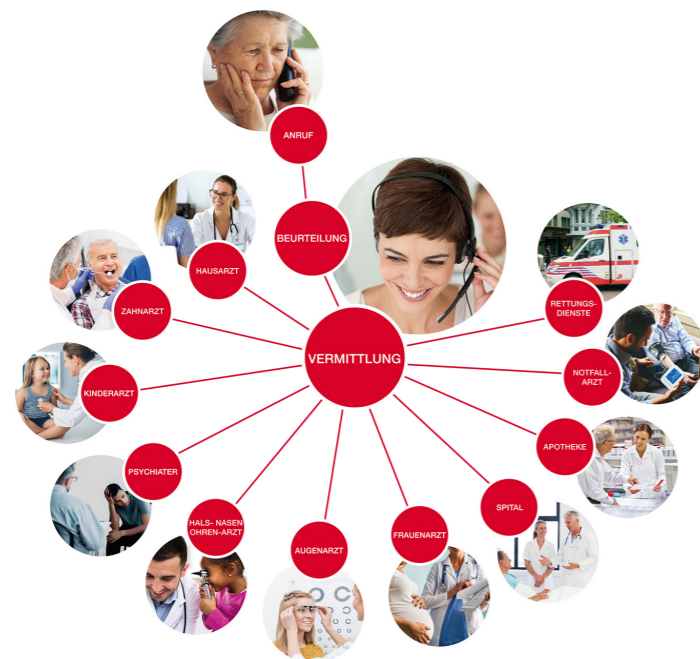 ANRUF
BEURTEILUNG
HAUSARZT
RETTUNGS-
DIENSTE
ZAHNARZT
VERMITTLUNG
NOTFALL-
ARZT
KINDERARZT
APOTHEKE
PSYCHIATER
SPITAL
HALS- NASEN
OHREN-ARZT
FRAUENARZT
AUGENARZT